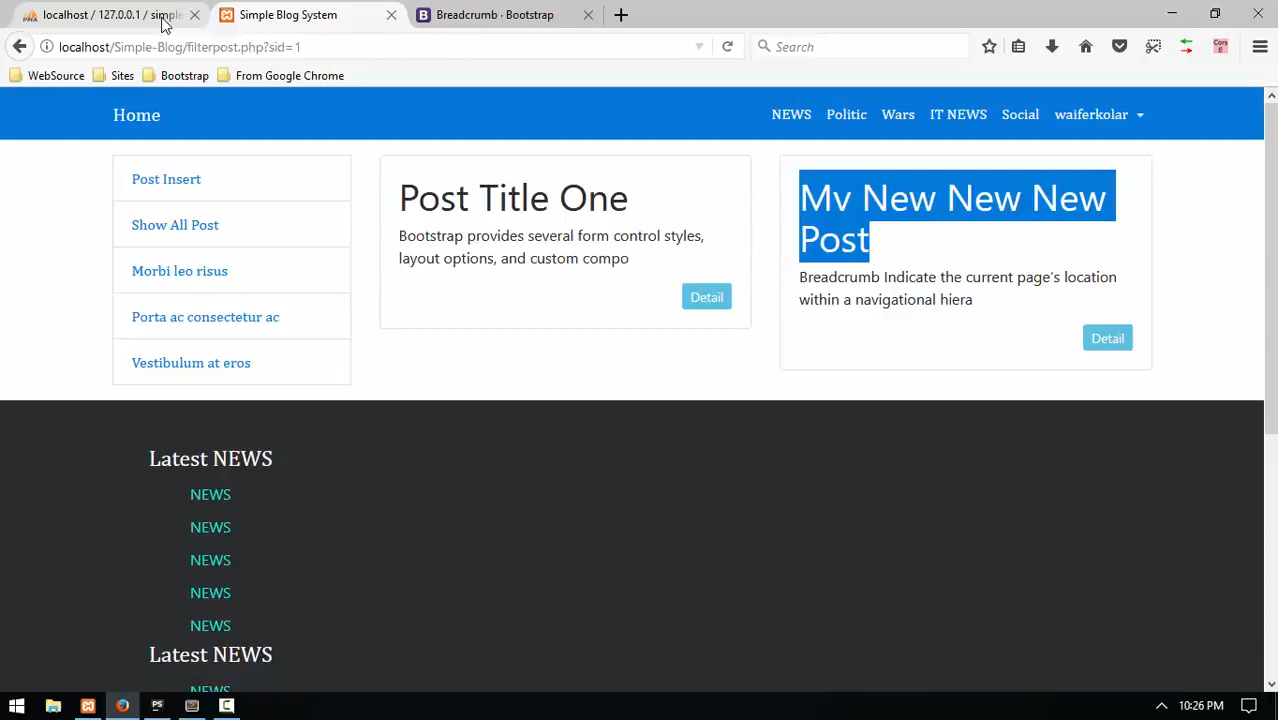 localhost / 127.0.0.1 / simple
Simple Blog System
Breadcrumb · Bootstrap
localhost/Simple-Blog/filterpost.php?sid=1
Search
WebSource
Sites
Bootstrap
From Google Chrome
Home
NEWS
Politic
Wars
IT NEWS
Social
waiferkolar
Post Insert
Show All Post
Morbi leo risus
Porta ac consectetur ac
Vestibulum at eros
Post Title One
Bootstrap provides several form control styles,
layout options, and custom compo
Detail
My New New New
Post
Breadcrumb Indicate the current page's location
within a navigational hiera
Detail
Latest NEWS
NEWS
NEWS
NEWS
NEWS
NEWS
Latest NEWS
NEWS
10:26 PM